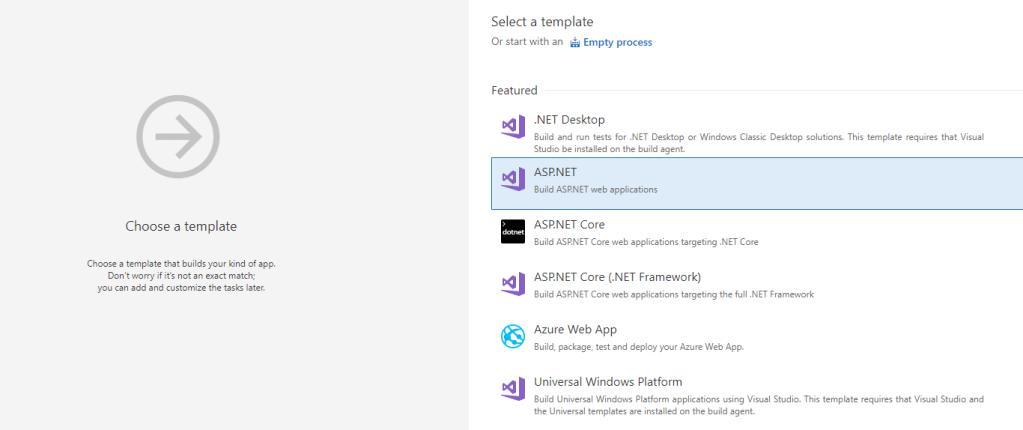 Select a template
Or start with an Empty process
Featured
.NET Desktop
Build and run tests for .NET Desktop or Windows Classic Desktop solutions. This template requires that Visual
Studio be installed on the build agent.
ASP.NET
Build ASP.NET web applications
dotnet
ASP.NET Core
Build ASP.NET Core web applications targeting .NET Core
ASP.NET Core (.NET Framework)
Build ASP.NET Core web applications targeting the full .NET Framework
Azure Web App
Build, package, test and deploy your Azure Web App.
Universal Windows Platform
Build Universal Windows Platform applications using Visual Studio. This template requires that Visual Studio and
the Universal templates are installed on the build agent.
Choose a template
Choose a template that builds your kind of app.
Don't worry if it's not an exact match;
you can add and customize the tasks later.